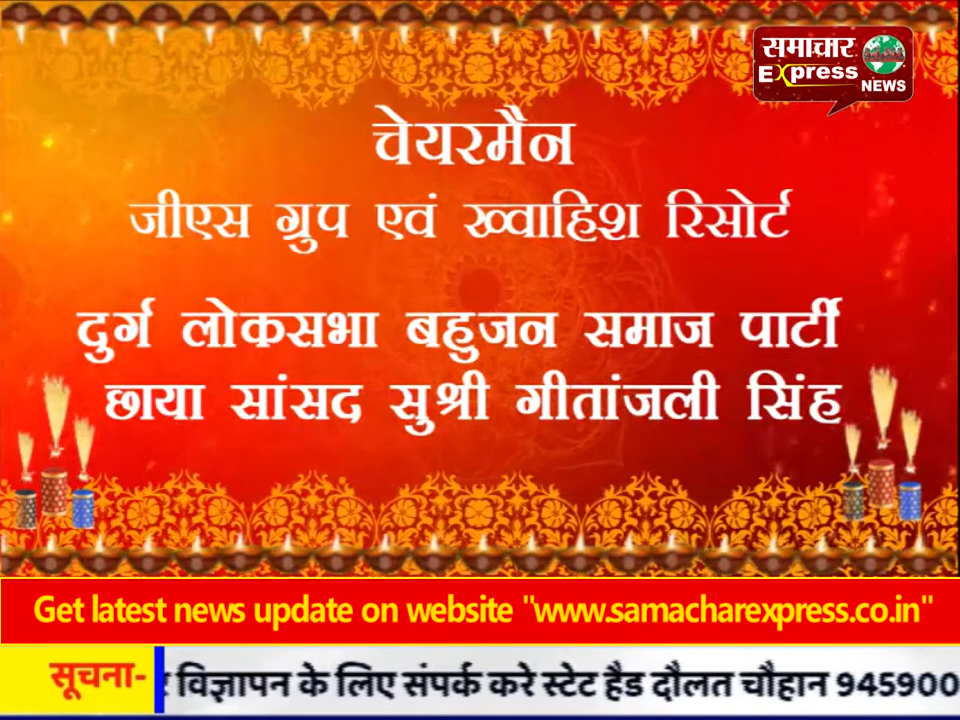 समाचार
Express
NEWS
चेयरमैन
जीएस ग्रुप एवं ख्वाहिश रिसोर्ट
दुर्ग लोकसभा बहुजन समाज पार्टी
छाया सांसद सुश्री गीतांजली सिंह
Get latest news update on website "www.samacharexpress.co.in"
सूचना- विज्ञापन के लिए संपर्क करे स्टेट हैड दौलत चौहान 945900